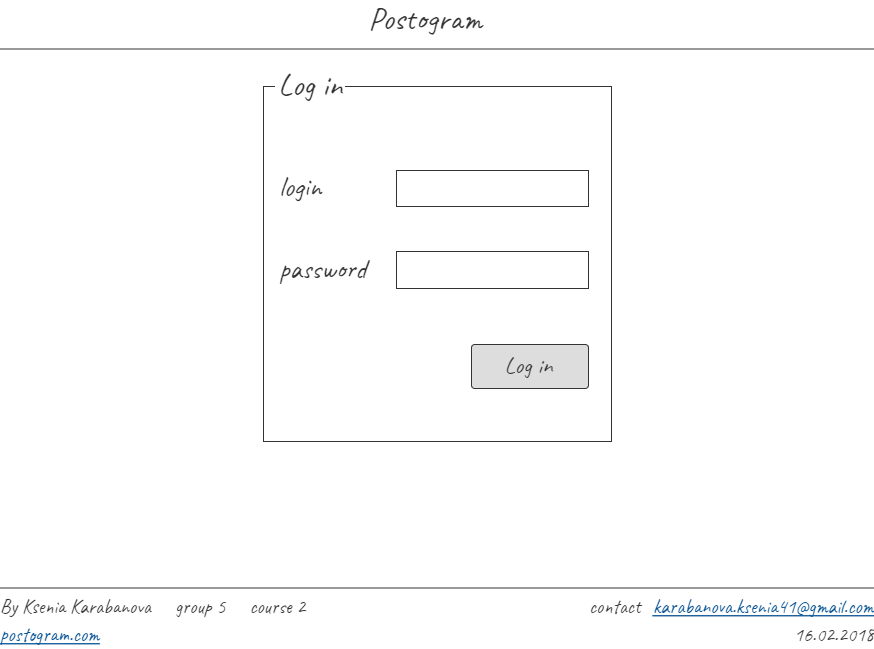 Postogram
Log in
login
password
Log in
By Ksenia Karabanova group 5 course 2 contact karabanova.ksenia41@gmail.com
postogram.com 16.02.2018